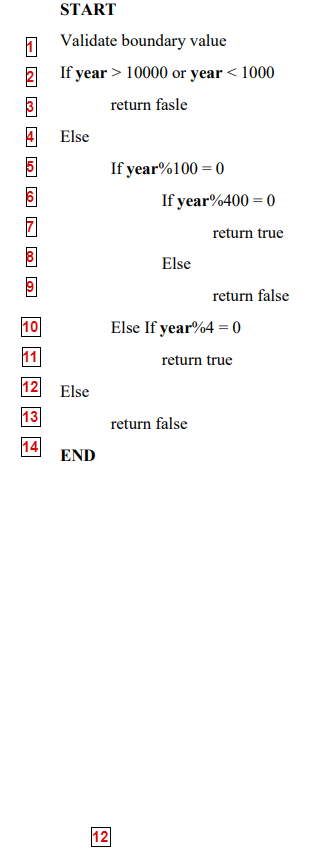 START
1 Validate boundary value
2 If year > 10000 or year < 1000
3 return fasle
4 Else
5 If year%100 = 0
6 If year%400 = 0
7 return true
8 Else
9 return false
10 Else If year%4 = 0
11 return true
12 Else
13 return false
14 END
12